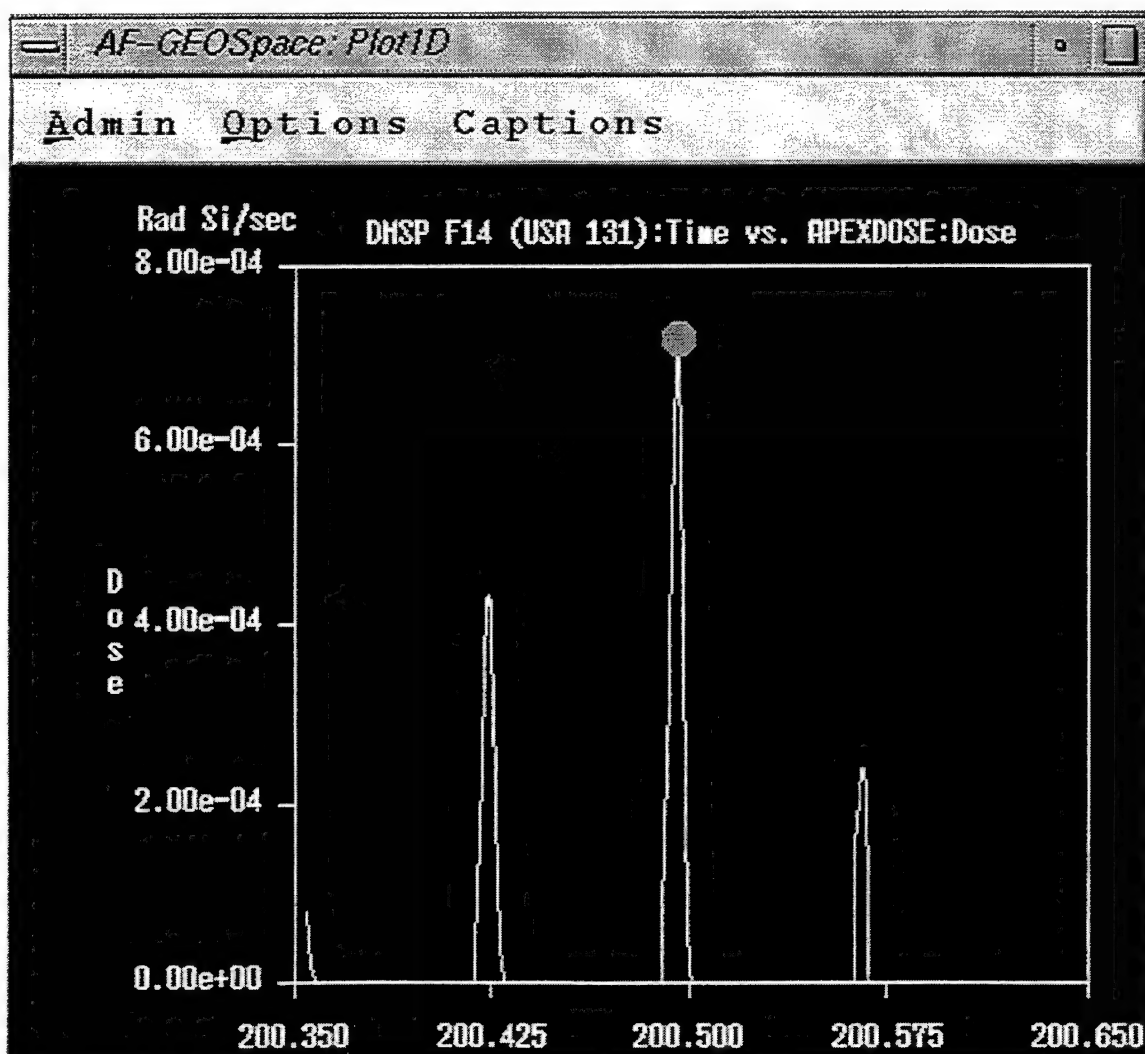 AF-GEOSpace: Plot1D
Admin Options Captions
Rad Si/sec
DMSP F14 (USA 131):Time vs. APEXDOSE:Dose
8.00e-04
6.00e-04
Dose
4.00e-04
2.00e-04
0.00e+00
200.350 200.425 200.500 200.575 200.650